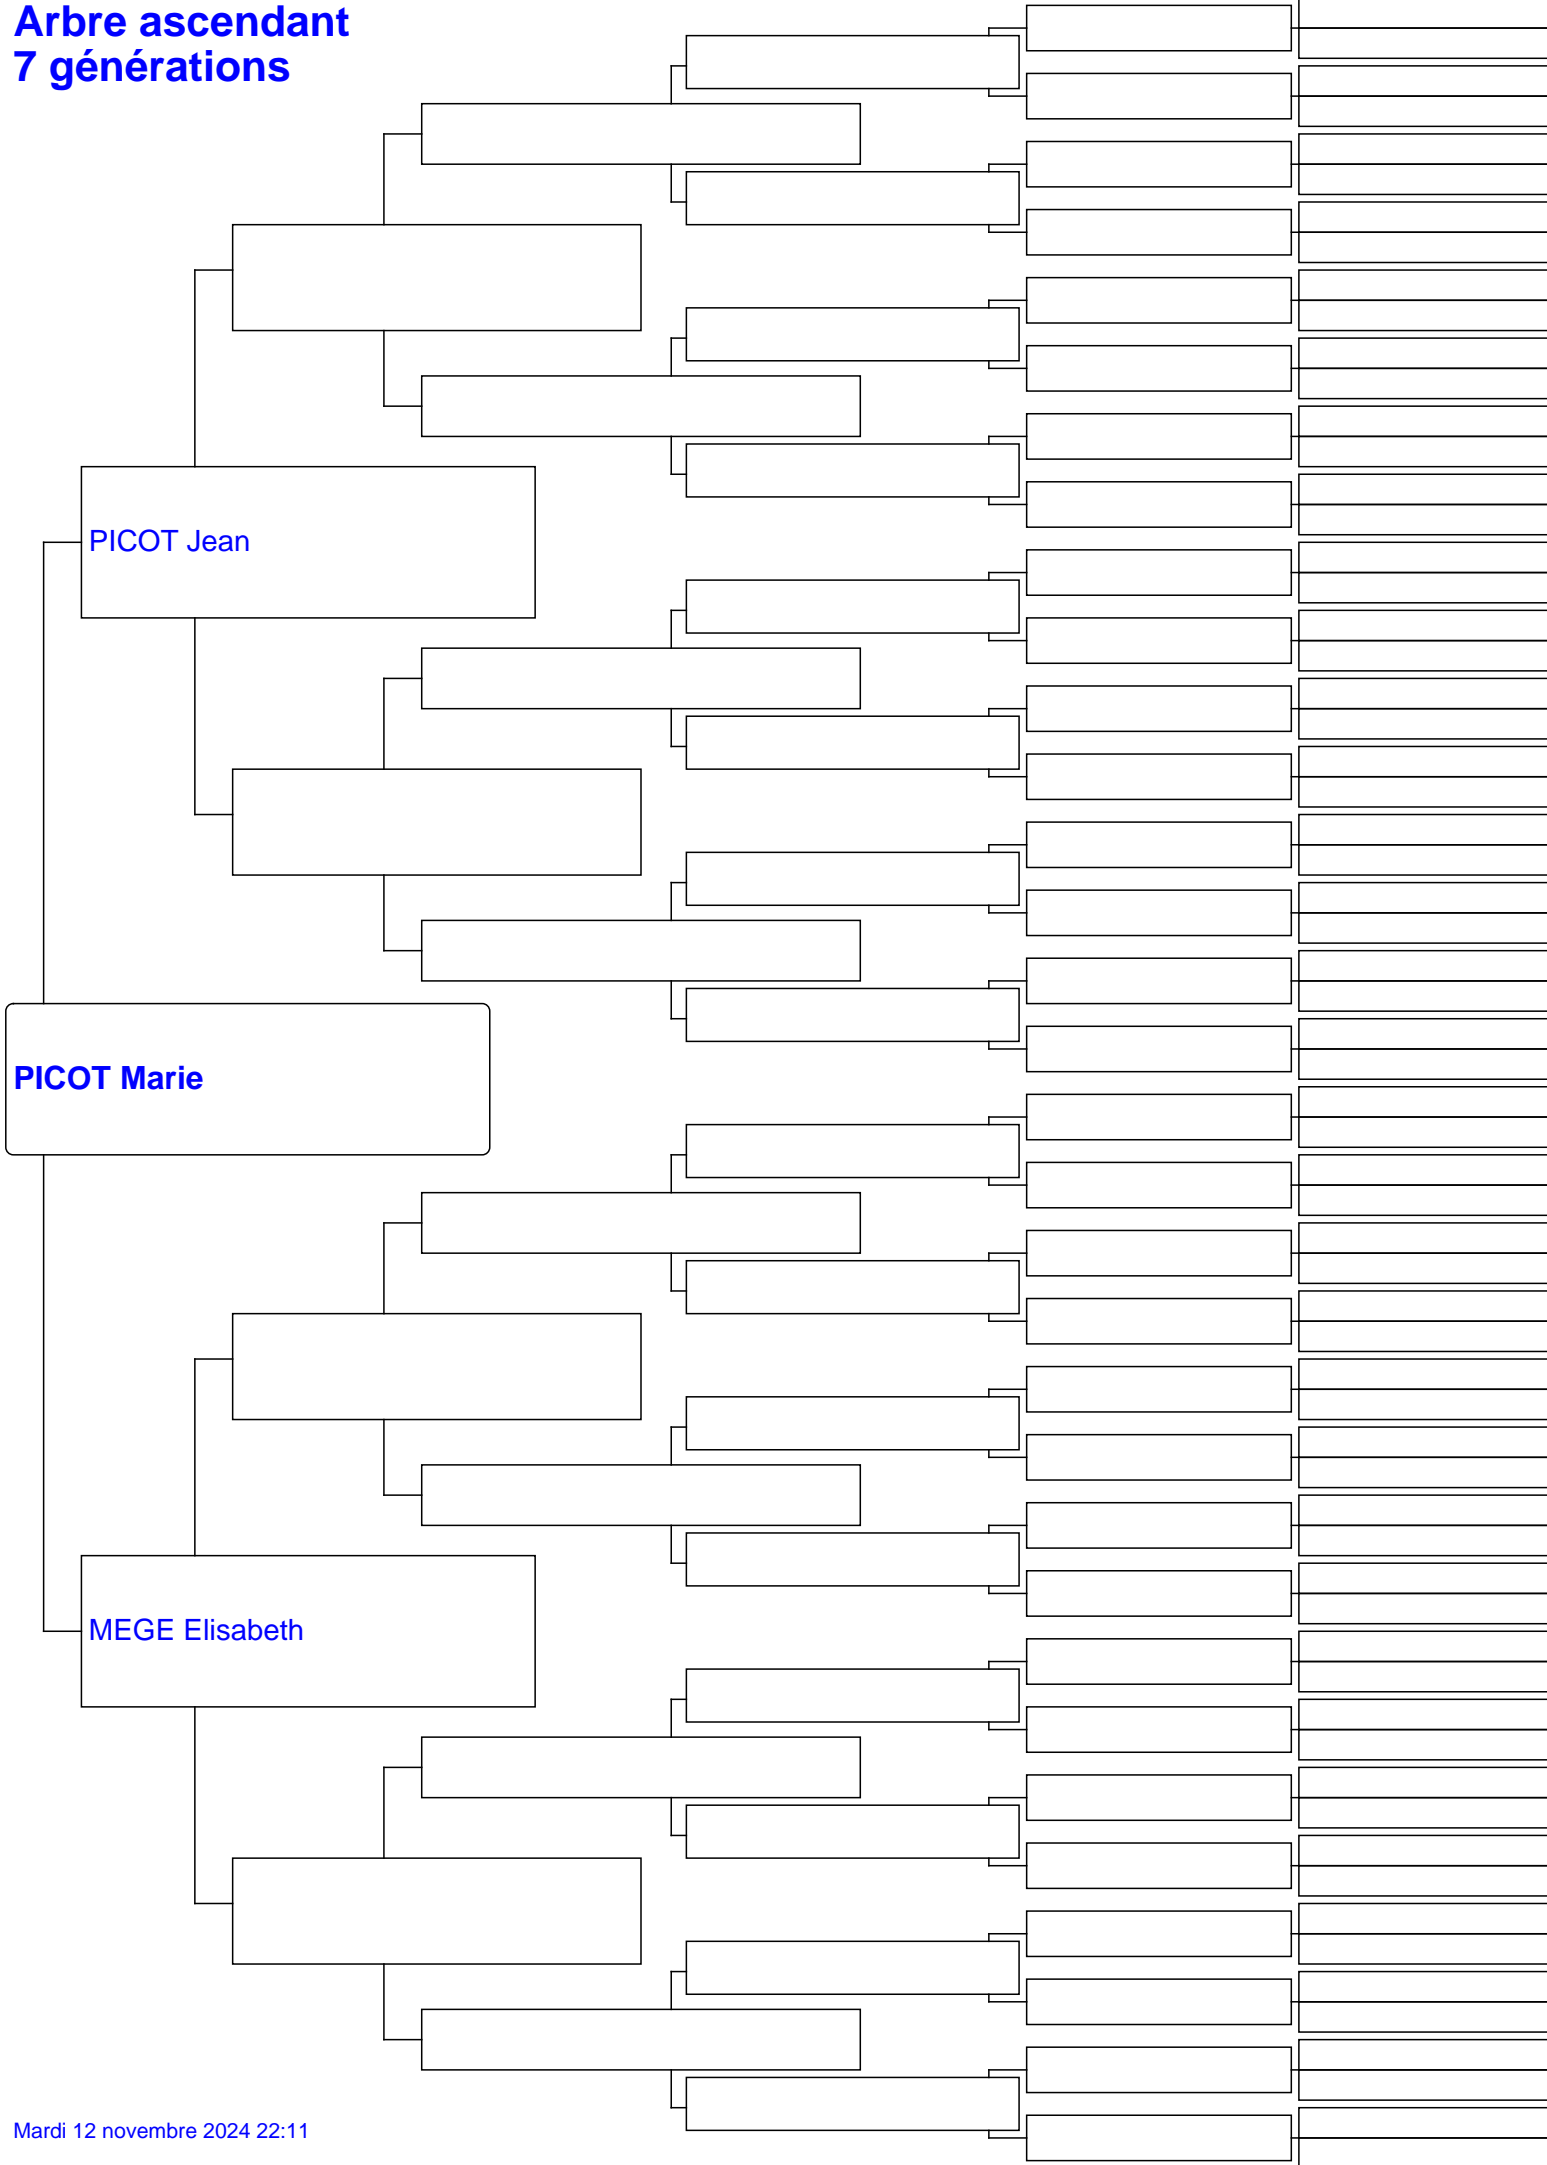 Arbre ascendant
7 générations
PICOT Jean
PICOT Marie
MEGE Elisabeth
Mardi 12 novembre 2024 22:11